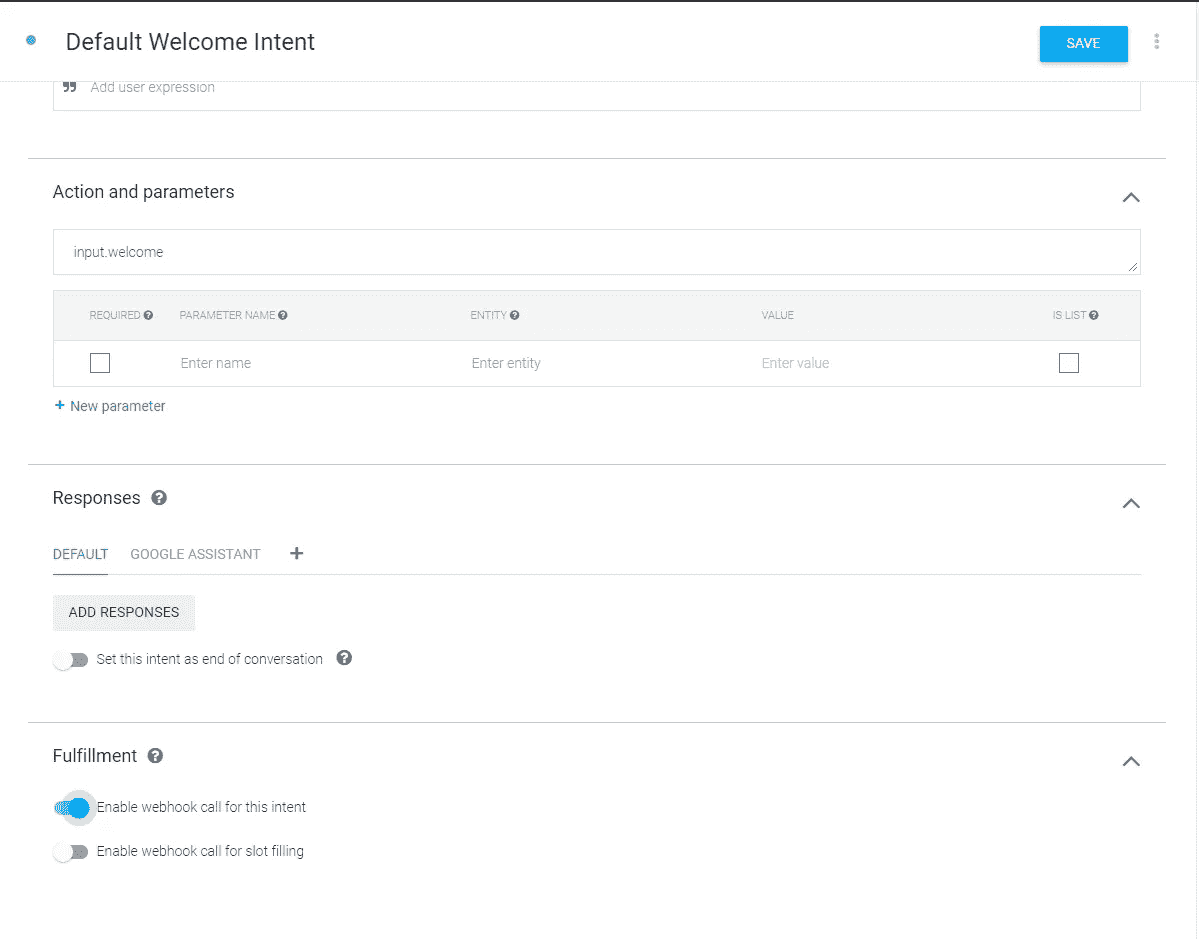 Default Welcome Intent
SAVE
Add user expression
Action and parameters
input.welcome
REQUIRED PARAMETER NAME ENTITY VALUE IS LIST
Enter name Enter entity Enter value
+ New parameter
Responses
DEFAULT GOOGLE ASSISTANT +
ADD RESPONSES
Set this intent as end of conversation
Fulfillment
Enable webhook call for this intent
Enable webhook call for slot filling